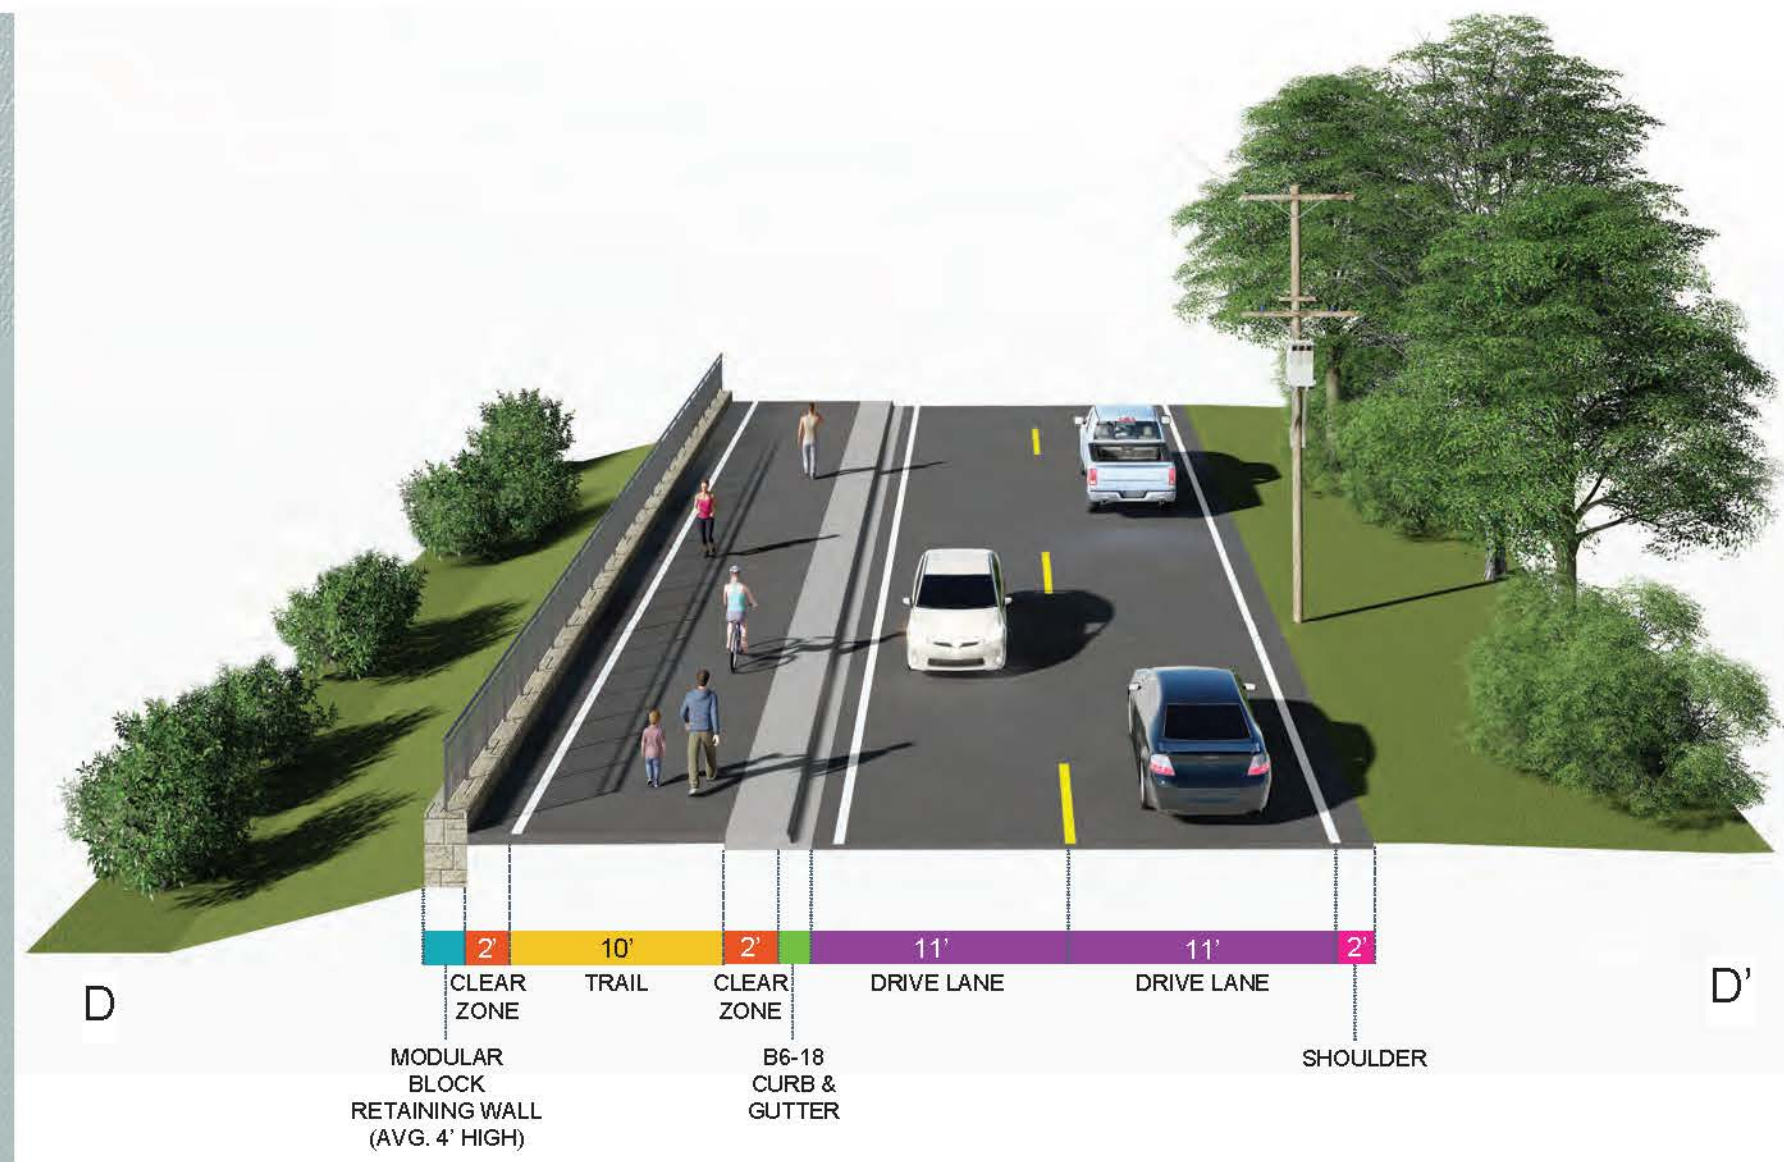 2' 10' 2' 11' 11' 2'
CLEAR
ZONE
TRAIL
CLEAR
ZONE
DRIVE LANE
DRIVE LANE
D
D'
MODULAR
BLOCK
RETAINING WALL
(AVG. 4' HIGH)
B6-18
CURB &
GUTTER
SHOULDER